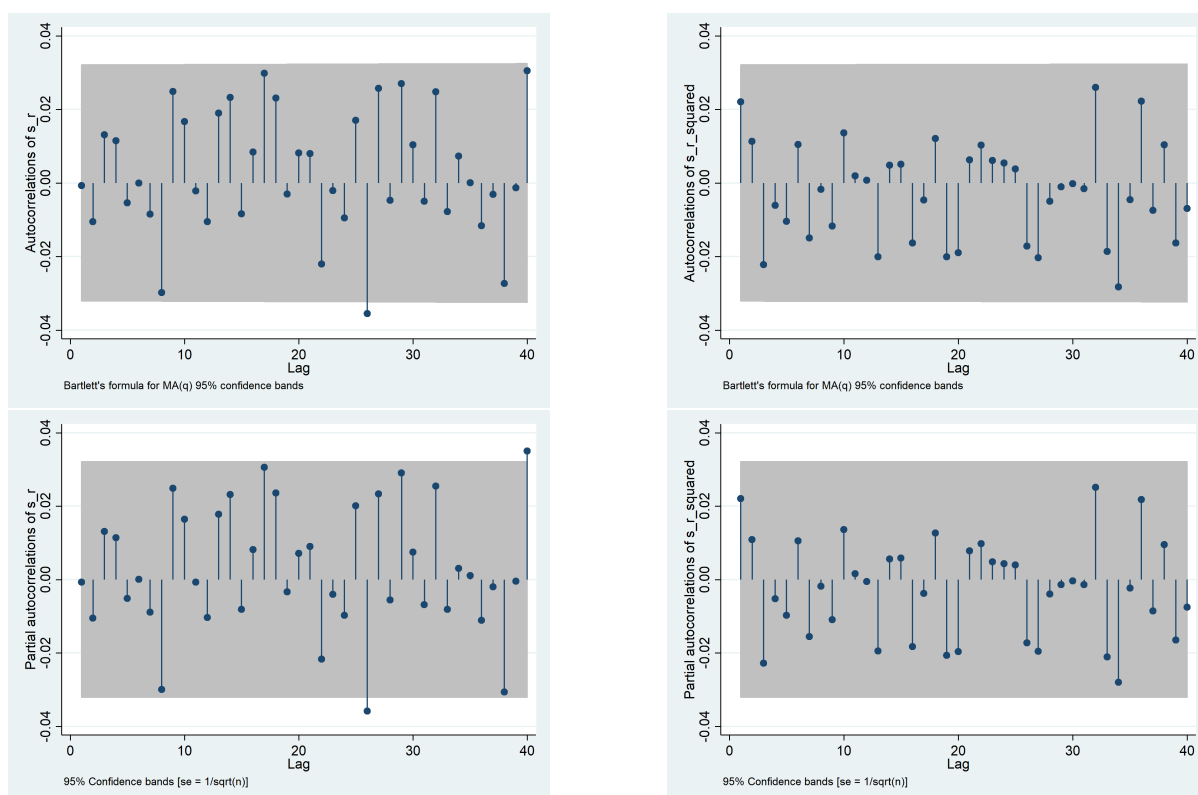 Autocorrelations of s_r
0.04
0.02
0.00
-0.02
-0.04
0 10 20 30 40
Lag
Bartlett's formula for MA(q) 95% confidence bands
Autocorrelations of s_r_squared
0.04
0.02
0.00
-0.02
-0.04
0 10 20 30 40
Lag
Bartlett's formula for MA(q) 95% confidence bands
Partial autocorrelations of s_r
0.04
0.02
0.00
-0.02
-0.04
0 10 20 30 40
Lag
95% Confidence bands [se = 1/sqrt(n)]
Partial autocorrelations of s_r_squared
0.04
0.02
0.00
-0.02
-0.04
0 10 20 30 40
Lag
95% Confidence bands [se = 1/sqrt(n)]